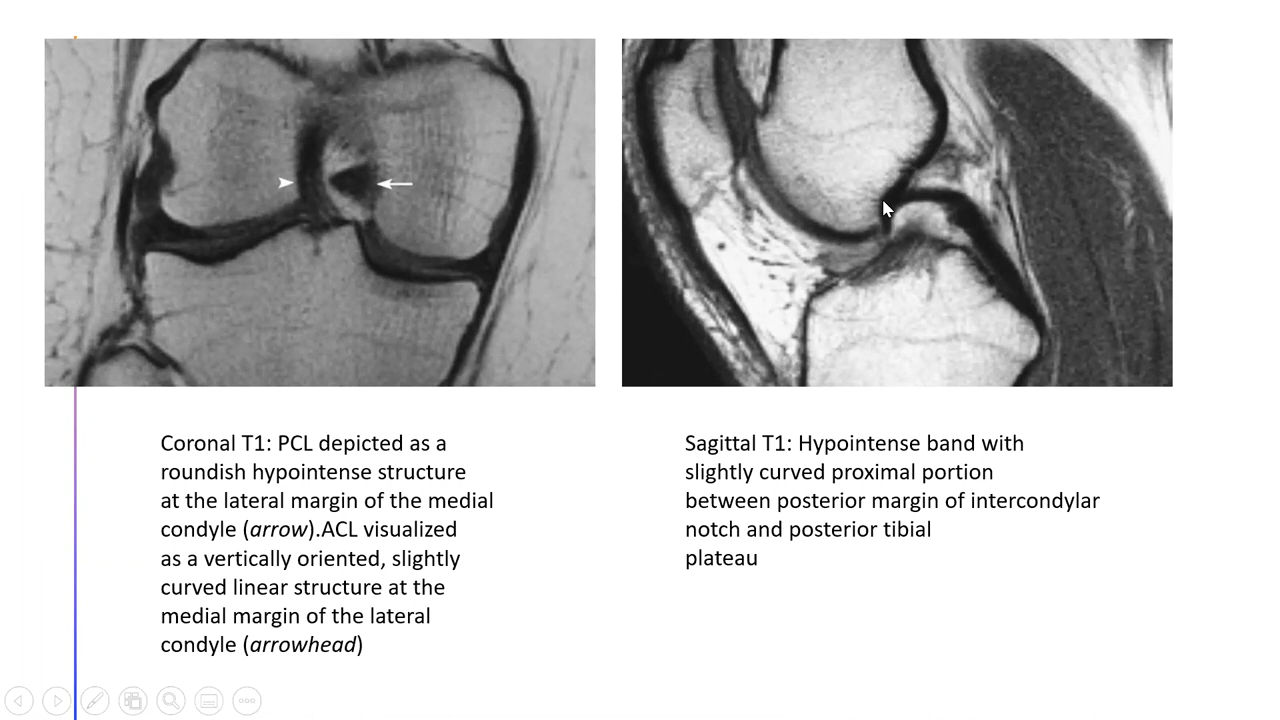 Coronal T1: PCL depicted as a
roundish hypointense structure
at the lateral margin of the medial
condyle (arrow).ACL visualized
as a vertically oriented, slightly
curved linear structure at the
medial margin of the lateral
condyle (arrowhead)
Sagittal T1: Hypointense band with
slightly curved proximal portion
between posterior margin of intercondylar
notch and posterior tibial
plateau